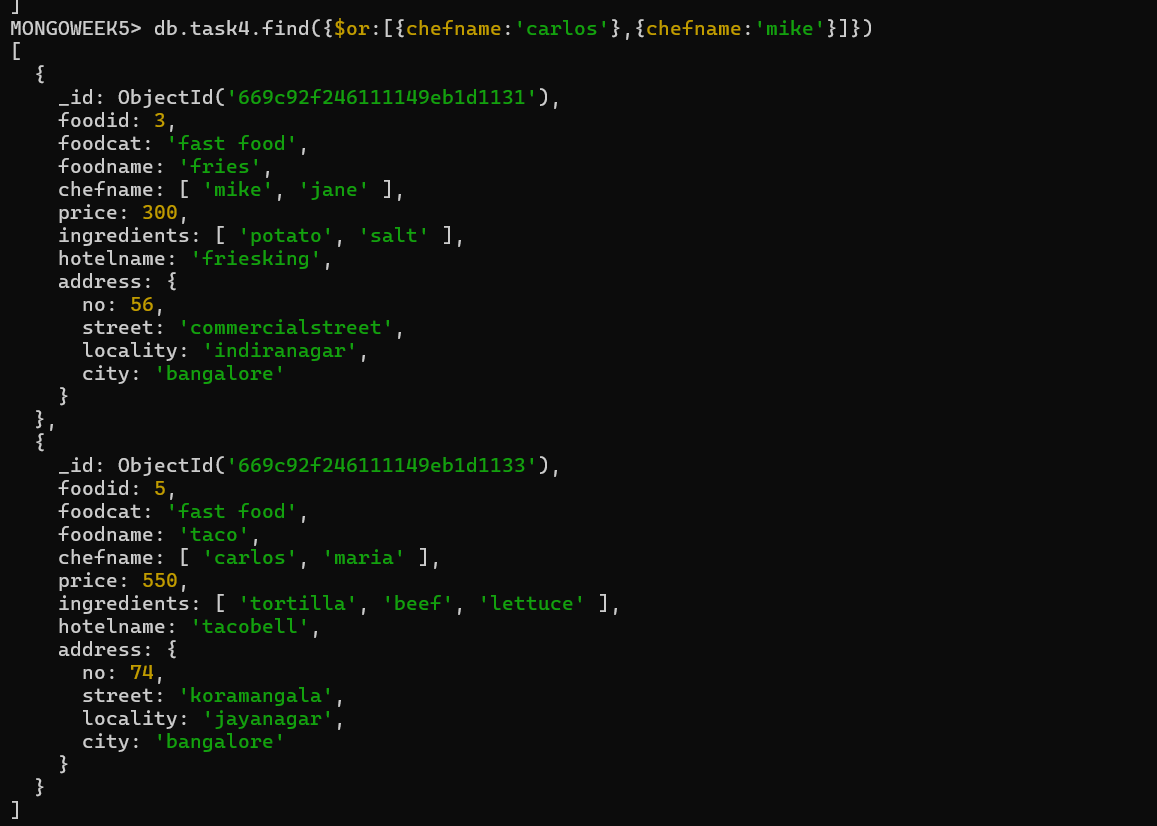 ]
MONGOWEEK5> db.task4.find({$or:[{chefname:'carlos'},{chefname:'mike'}]})
[
  {
    _id: ObjectId('669c92f246111149eb1d1131'),
    foodid: 3,
    foodcat: 'fast food',
    foodname: 'fries',
    chefname: [ 'mike', 'jane' ],
    price: 300,
    ingredients: [ 'potato', 'salt' ],
    hotelname: 'friesking',
    address: {
      no: 56,
      street: 'commercialstreet',
      locality: 'indiranagar',
      city: 'bangalore'
    }
  },
  {
    _id: ObjectId('669c92f246111149eb1d1133'),
    foodid: 5,
    foodcat: 'fast food',
    foodname: 'taco',
    chefname: [ 'carlos', 'maria' ],
    price: 550,
    ingredients: [ 'tortilla', 'beef', 'lettuce' ],
    hotelname: 'tacobell',
    address: {
      no: 74,
      street: 'koramangala',
      locality: 'jayanagar',
      city: 'bangalore'
    }
  }
]